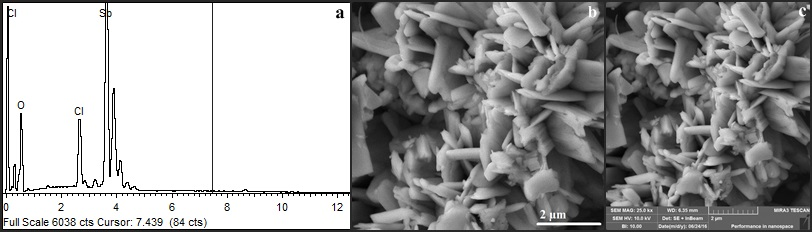 a
Cl
Sb
O
Cl
0 2 4 6 8 10 12
Full Scale 6038 cts Cursor: 7.439 (84 cts)
b
2 µm
c
SEM MAG: 25.0 kx WD: 6.35 mm MIRA3 TESCAN
SEM HV: 10.0 kV Det: SE + InBeam 2 µm
BI: 10.00 Date(m/d/y): 06/24/14 Performance in nanospace